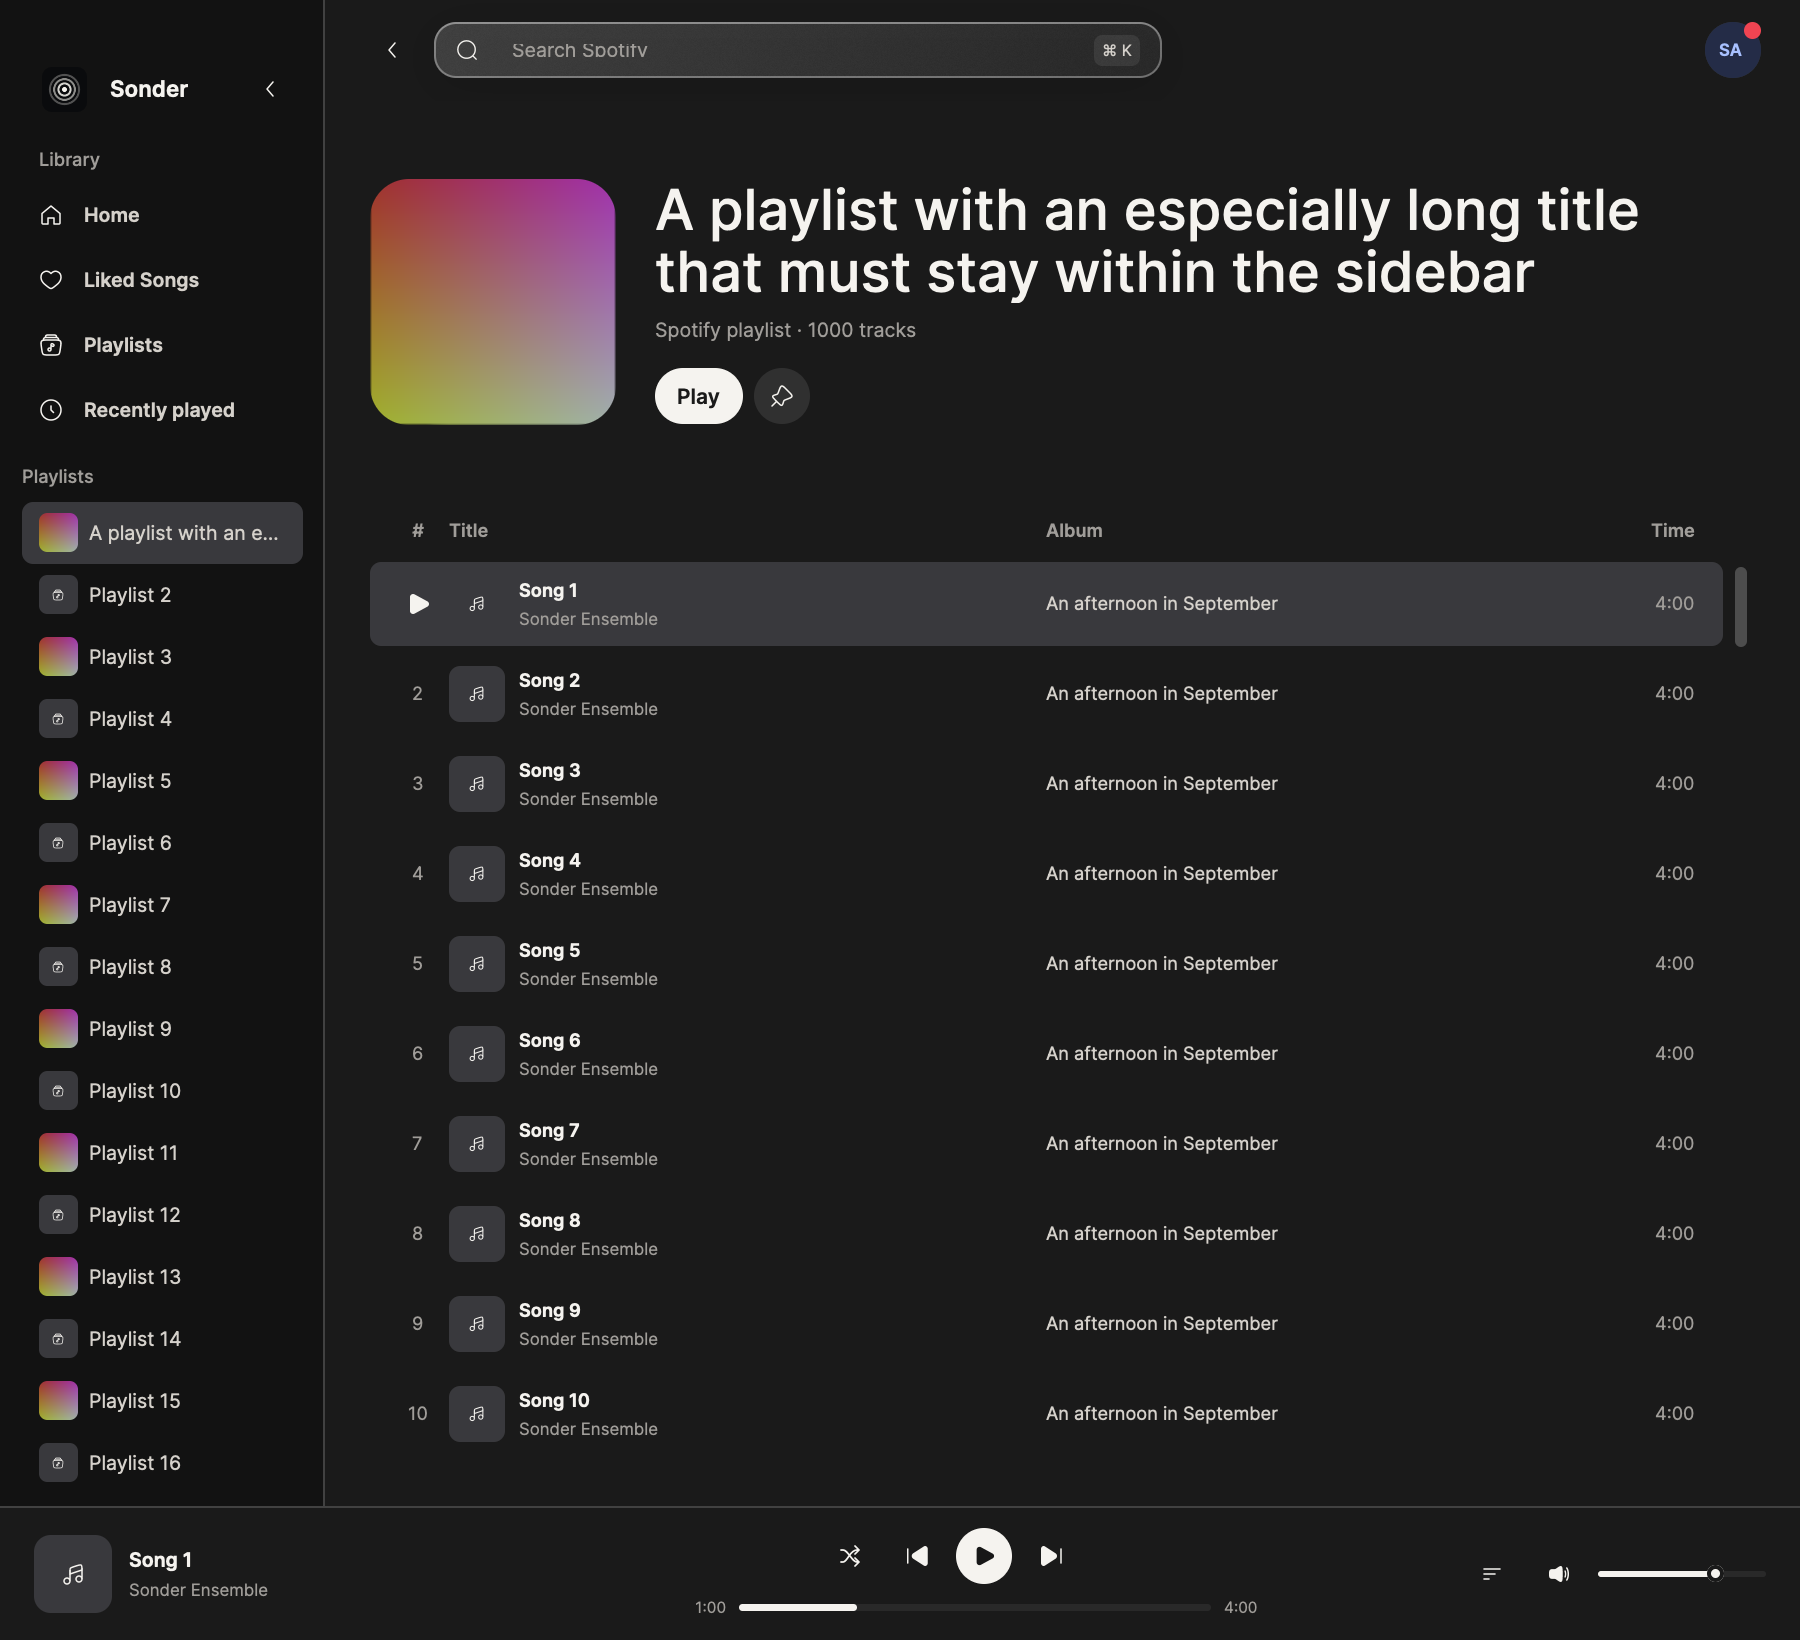 Sonder
Library
Home
Liked Songs
Playlists
Recently played
Playlists
A playlist with an e...
Playlist 2
Playlist 3
Playlist 4
Playlist 5
Playlist 6
Playlist 7
Playlist 8
Playlist 9
Playlist 10
Playlist 11
Playlist 12
Playlist 13
Playlist 14
Playlist 15
Playlist 16
Search Spotify
⌘ K
SA
A playlist with an especially long title
that must stay within the sidebar
Spotify playlist · 1000 tracks
Play
# Title Album Time
Song 1
Sonder Ensemble
An afternoon in September
4:00
2
Song 2
Sonder Ensemble
An afternoon in September
4:00
3
Song 3
Sonder Ensemble
An afternoon in September
4:00
4
Song 4
Sonder Ensemble
An afternoon in September
4:00
5
Song 5
Sonder Ensemble
An afternoon in September
4:00
6
Song 6
Sonder Ensemble
An afternoon in September
4:00
7
Song 7
Sonder Ensemble
An afternoon in September
4:00
8
Song 8
Sonder Ensemble
An afternoon in September
4:00
9
Song 9
Sonder Ensemble
An afternoon in September
4:00
10
Song 10
Sonder Ensemble
An afternoon in September
4:00
Song 1
Sonder Ensemble
1:00
4:00